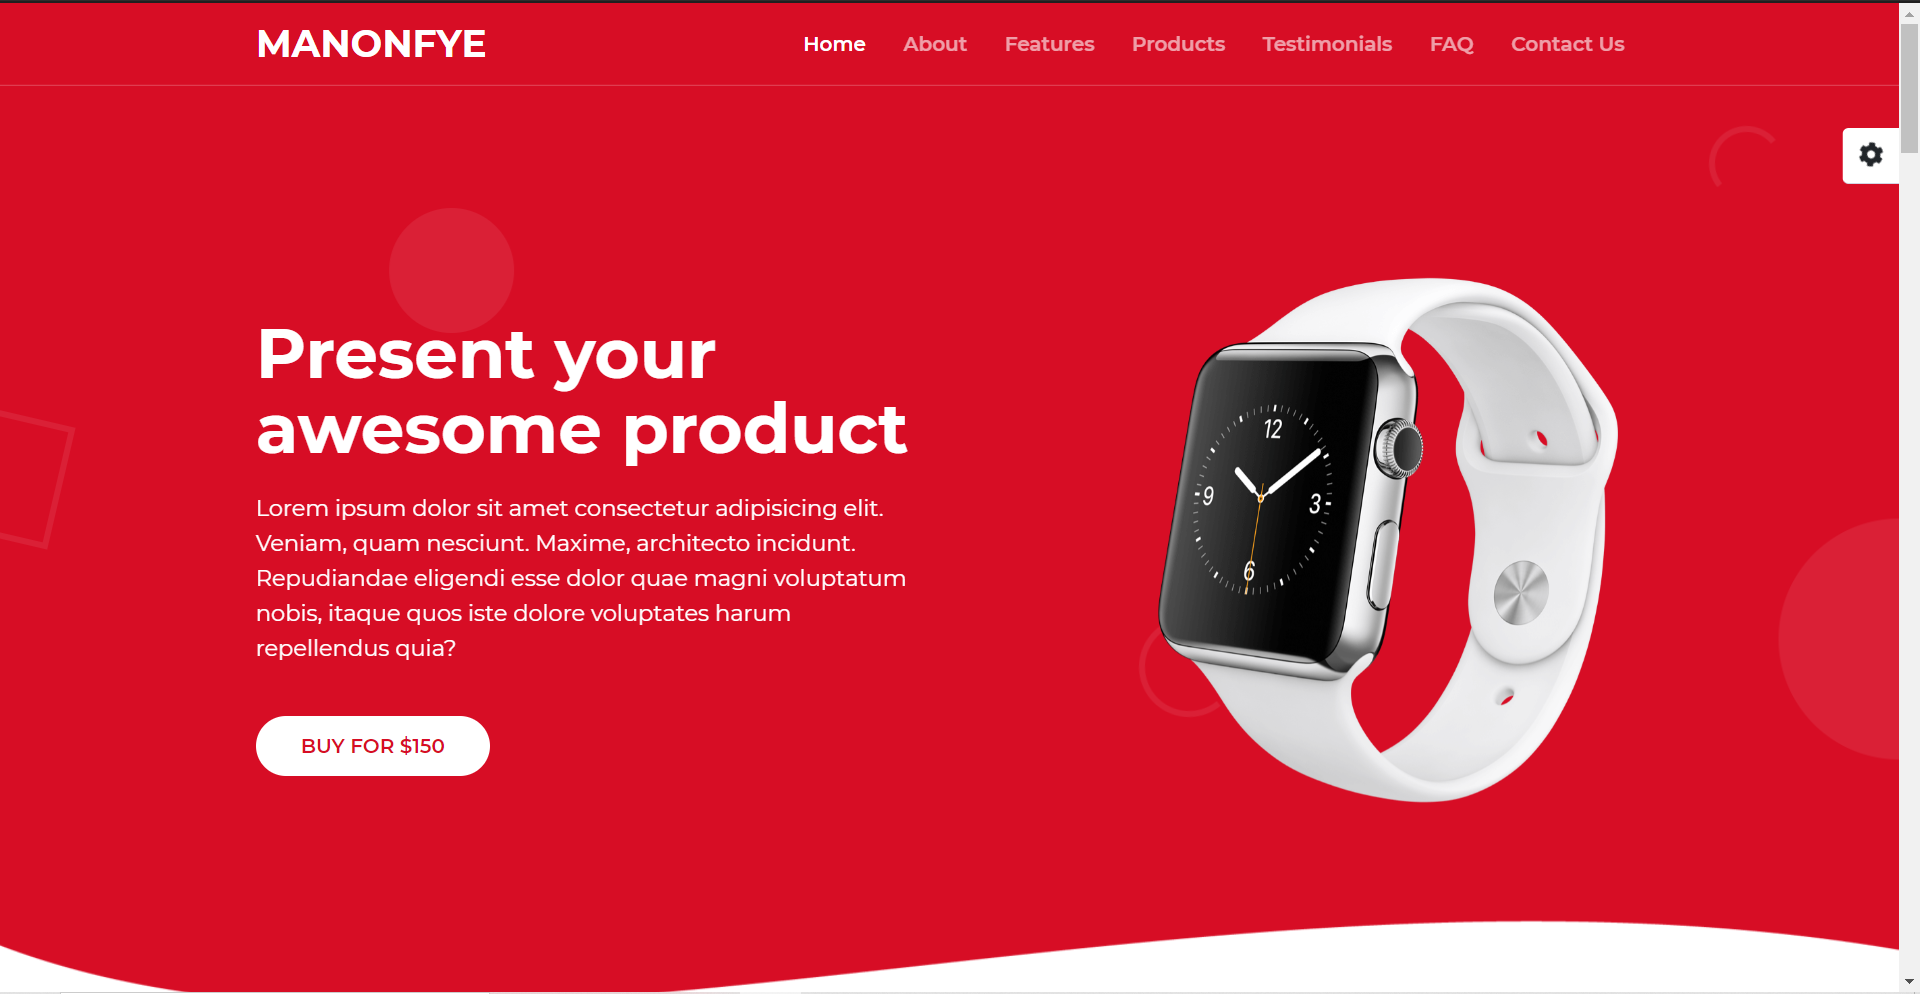 MANONFYE
Home About Features Products Testimonials FAQ Contact Us
Present your
awesome product
Lorem ipsum dolor sit amet consectetur adipisicing elit.
Veniam, quam nesciunt. Maxime, architecto incidunt.
Repudiandae eligendi esse dolor quae magni voluptatum
nobis, itaque quos iste dolore voluptates harum
repellendus quia?
BUY FOR $150
12
9
3
6